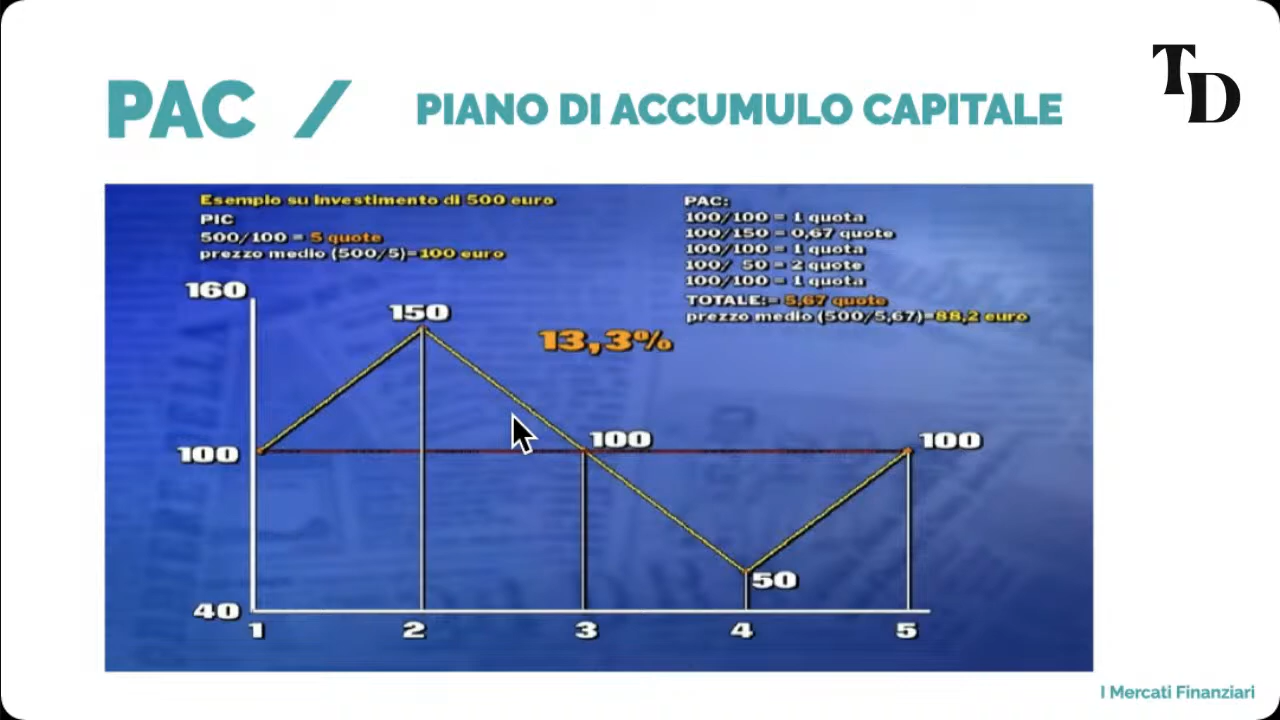 TD
PAC / PIANO DI ACCUMULO CAPITALE
Esempio su investimento di 500 euro
PIC
500/100 = 5 quote
prezzo medio (500/5)=100 euro
PAC:
100/100 = 1 quota
100/150 = 0,67 quote
100/100 = 1 quota
100/ 50 = 2 quote
100/100 = 1 quota
TOTALE:= 5,67 quote
prezzo medio (500/5,67)=88,2 euro
160
150
13,3%
100
100
100
50
40
1
2
3
4
5
I Mercati Finanziari